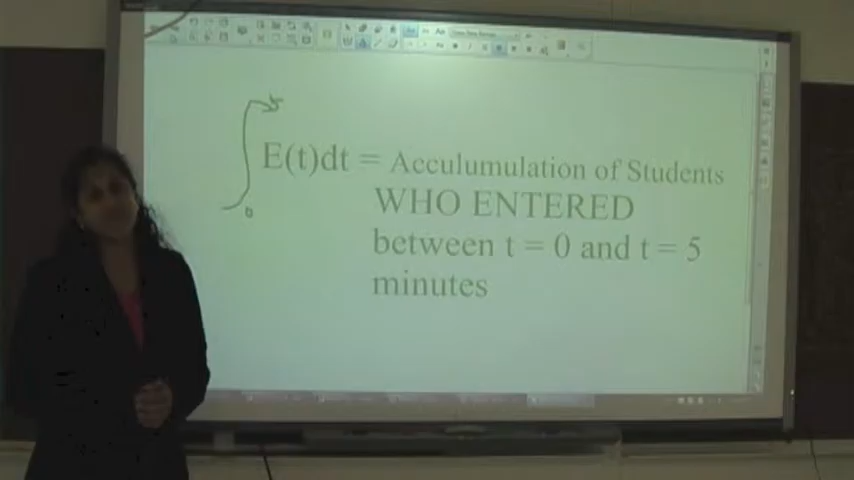 ∫ 5 0 E(t)dt = Acculumulation of Students
WHO ENTERED
between t = 0 and t = 5
minutes